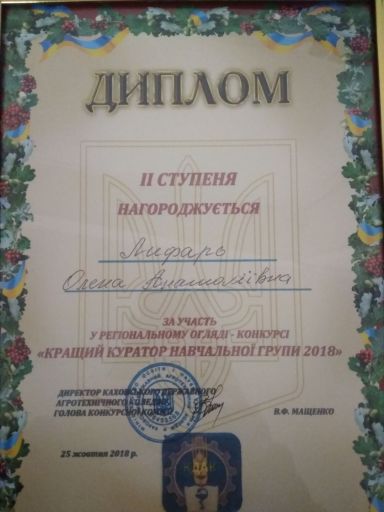 ДИПЛОМ
ІІ СТУПЕНЯ
НАГОРОДЖУЄТЬСЯ
Лифарь
Олена Анатоліївна
ЗА УЧАСТЬ
У РЕГІОНАЛЬНОМУ ОГЛЯДІ - КОНКУРСІ
«КРАЩИЙ КУРАТОР НАВЧАЛЬНОЇ ГРУПИ 2018»
ДИРЕКТОР КАХОВСЬКОГО ДЕРЖАВНОГО
АГРОТЕХНІЧНОГО КОЛЕДЖУ
ГОЛОВА КОНКУРСНОЇ КОМІСІЇ
В.Ф. МАЩЕНКО
25 жовтня 2018 р.